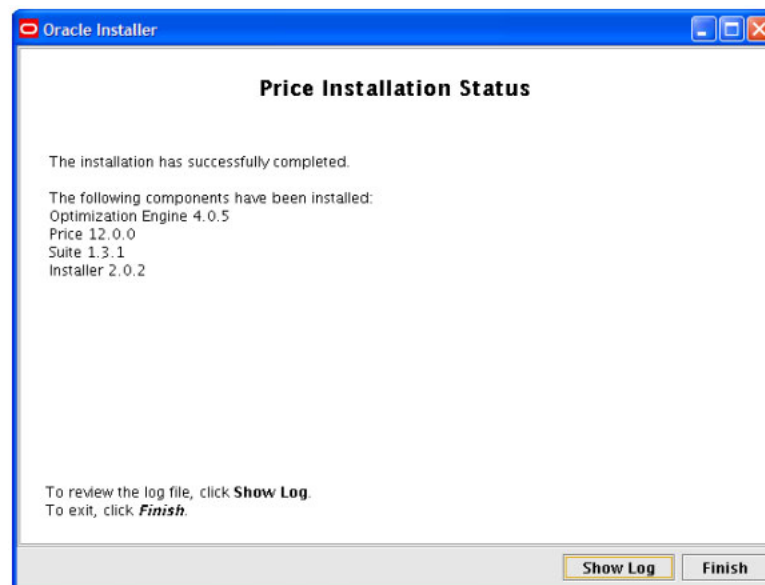 Oracle Installer
Price Installation Status
The installation has successfully completed.
The following components have been installed:
Optimization Engine 4.0.5
Price 12.0.0
Suite 1.3.1
Installer 2.0.2
To review the log file, click Show Log.
To exit, click Finish.
Show Log Finish